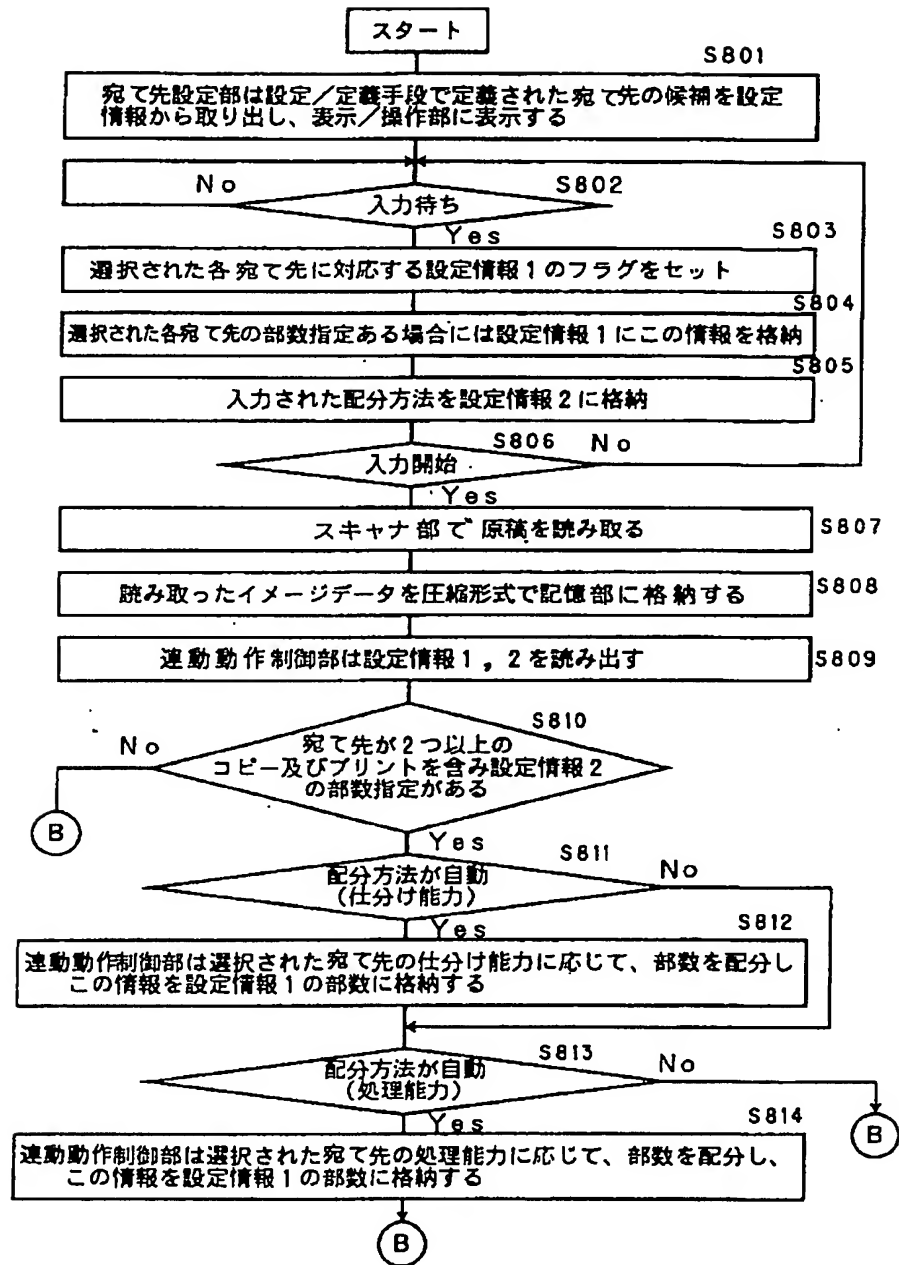 スタート
S801
宛て先設定部は設定/定義手段で定義された宛て先の候補を設定
情報から取り出し、表示/操作部に表示する
No
S802
入力待ち
Yes
S803
選択された各宛て先に対応する設定情報1のフラグをセット
S804
選択された各宛て先の部数指定ある場合には設定情報1にこの情報を格納
S805
入力された配分方法を設定情報2に格納
S806
No
入力開始
Yes
スキャナ部で原稿を読み取る
S807
読み取ったイメージデータを圧縮形式で記憶部に格納する
S808
連動動作制御部は設定情報1,2を読み出す
S809
S810
No
宛て先が2つ以上の
コピー及びプリントを含み設定情報2
の部数指定がある
B
Yes
S811
配分方法が自動
(仕分け能力)
No
Yes
S812
連動動作制御部は選択された宛て先の仕分け能力に応じて、部数を配分し
この情報を設定情報1の部数に格納する
S813
配分方法が自動
(処理能力)
No
Yes
S814
B
連動動作制御部は選択された宛て先の処理能力に応じて、部数を配分し、
この情報を設定情報1の部数に格納する
B